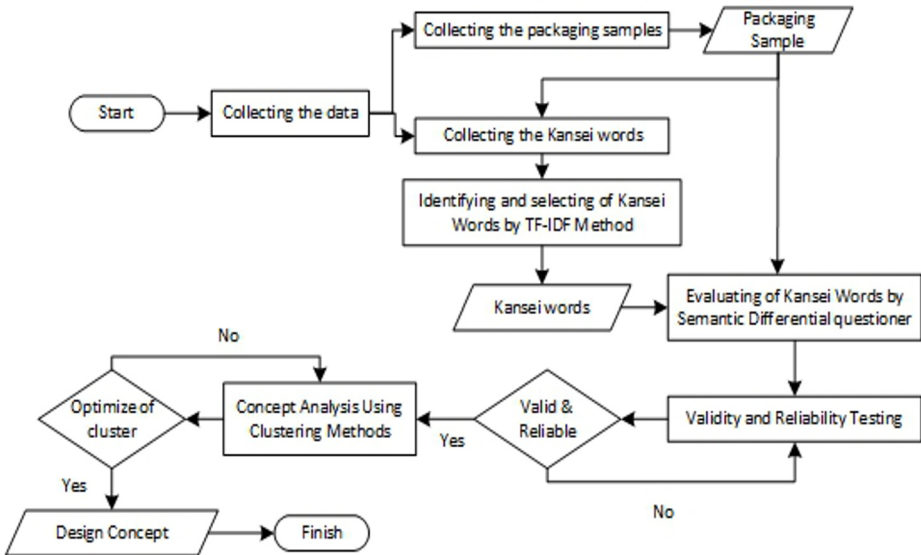 Collecting the packaging samples
Packaging
Sample
Start
Collecting the data
Collecting the Kansei words
Identifying and selecting of Kansei
Words by TF-IDF Method
Kansei words
Evaluating of Kansei Words by
Semantic Differential questioner
No
Optimize of
cluster
Concept Analysis Using
Clustering Methods
Yes
Valid &
Reliable
Validity and Reliability Testing
Yes
No
Design Concept
Finish